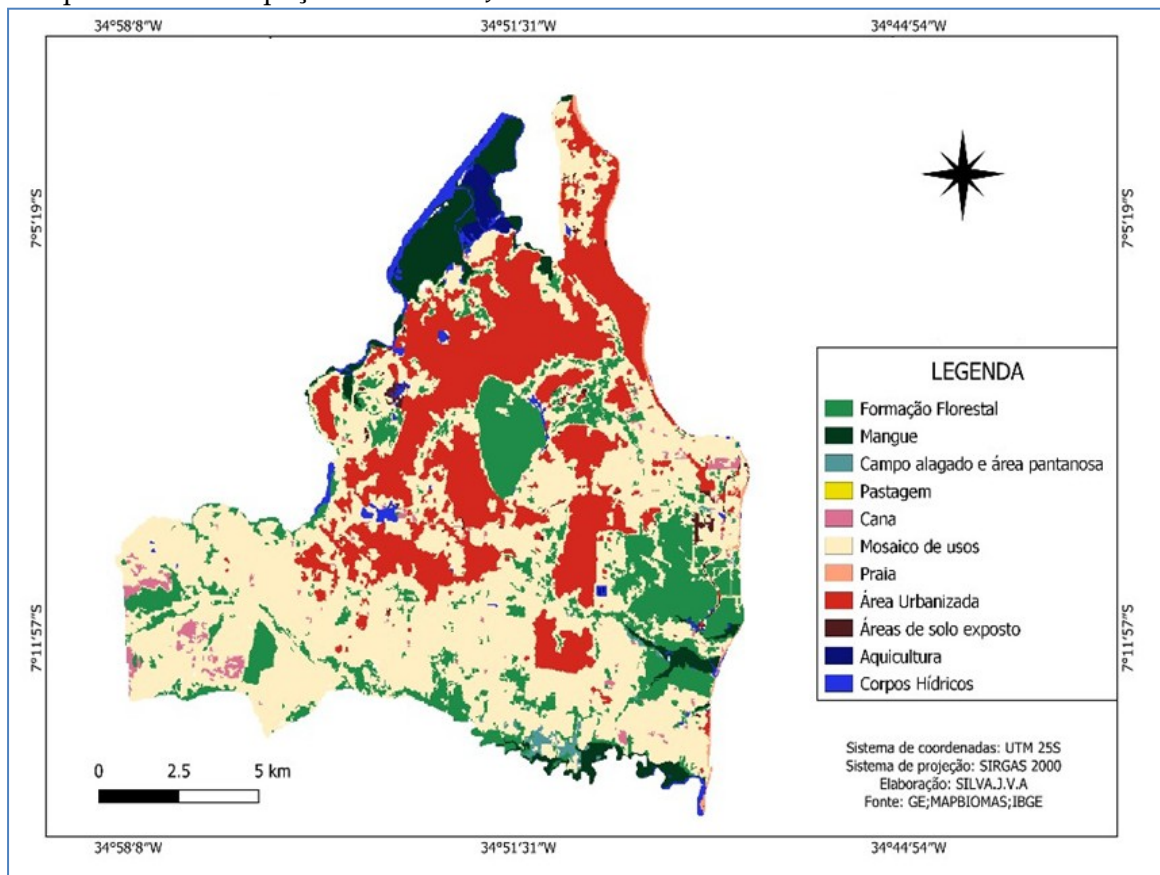 34°58'8"W 34°51'31"W 34°44'54"W
7°5'19"S 7°5'19"S
LEGENDA
Formação Florestal
Mangue
Campo alagado e área pantanosa
Pastagem
Cana
Mosaico de usos
Praia
Área Urbanizada
Áreas de solo exposto
Aquicultura
Corpos Hídricos
7°11'57"S 7°11'57"S
Sistema de coordenadas: UTM 25S
Sistema de projeção: SIRGAS 2000
Elaboração: SILVA.J.V.A
Fonte: GE;MAPBIOMAS;IBGE
0 2.5 5 km
34°58'8"W 34°51'31"W 34°44'54"W